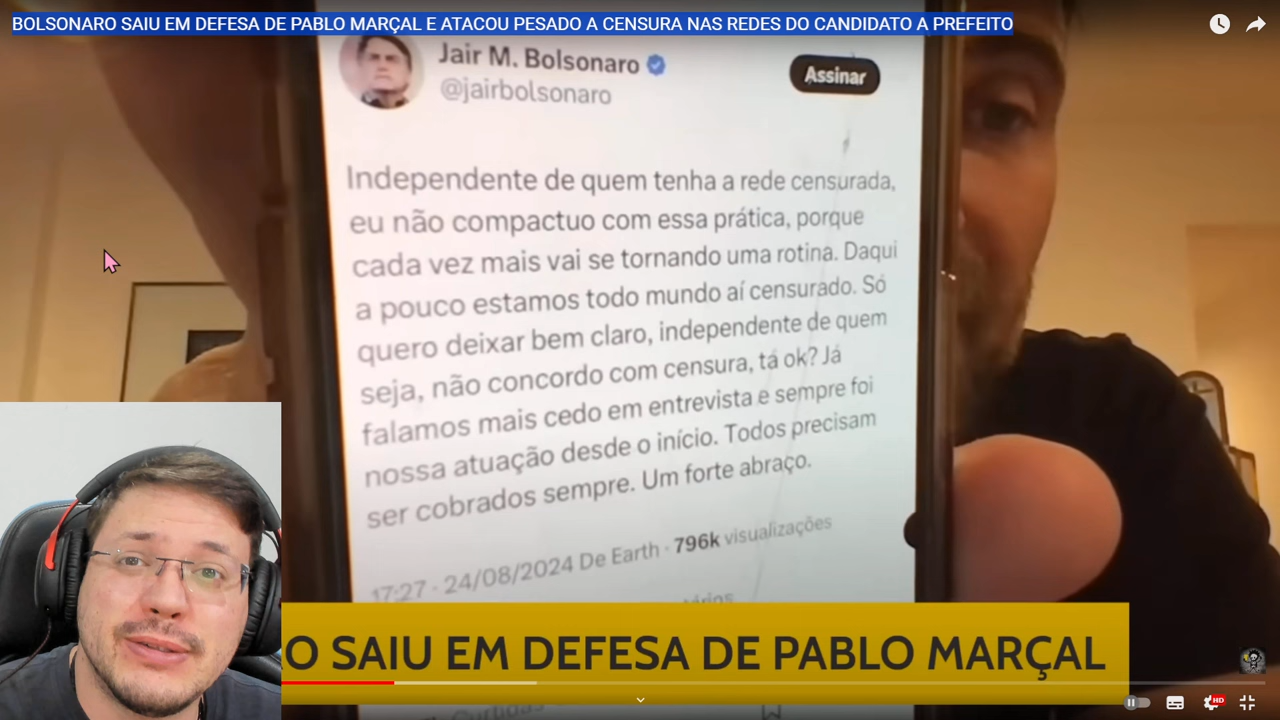 BOLSONARO SAIU EM DEFESA DE PABLO MARÇAL E ATACOU PESADO A CENSURA NAS REDES DO CANDIDATO A PREFEITO
Jair M. Bolsonaro
@jairbolsonaro
Assinar
Independente de quem tenha a rede censurada,
eu não compactuo com essa prática, porque
cada vez mais vai se tornando uma rotina. Daqui
a pouco estamos todo mundo aí censurado. Só
quero deixar bem claro, independente de quem
seja, não concordo com censura, tá ok? Já
falamos mais cedo em entrevista e sempre foi
nossa atuação desde o início. Todos precisam
ser cobrados sempre. Um forte abraço.
17:27 · 24/08/2024 De Earth · 796k visualizações
O SAIU EM DEFESA DE PABLO MARÇAL
HD